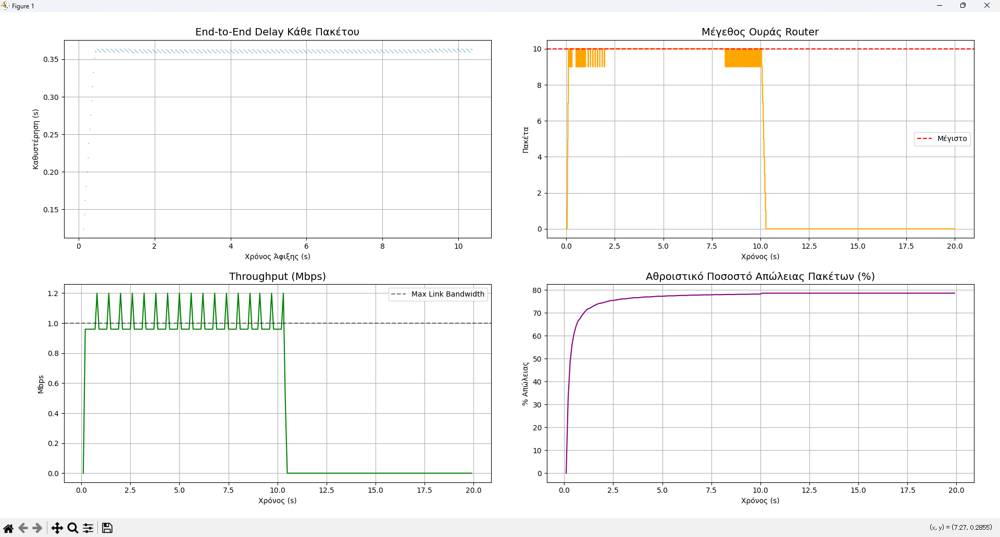 Figure 1
End-to-End Delay Κάθε Πακέτου
0.35
0.30
0.25
0.20
0.15
Καθυστέρηση (s)
0 2 4 6 8 10
Χρόνος Άφιξης (s)
Μέγεθος Ουράς Router
10
8
6
4
2
0
Πακέτα
Μέγιστο
0.0 2.5 5.0 7.5 10.0 12.5 15.0 17.5 20.0
Χρόνος (s)
Throughput (Mbps)
1.2
1.0
0.8
0.6
0.4
0.2
0.0
Mbps
Max Link Bandwidth
0.0 2.5 5.0 7.5 10.0 12.5 15.0 17.5 20.0
Χρόνος (s)
Αθροιστικό Ποσοστό Απώλειας Πακέτων (%)
80
70
60
50
40
30
20
10
0
% Απώλειας
0.0 2.5 5.0 7.5 10.0 12.5 15.0 17.5 20.0
Χρόνος (s)
(x, y) = (7.27, 0.2855)